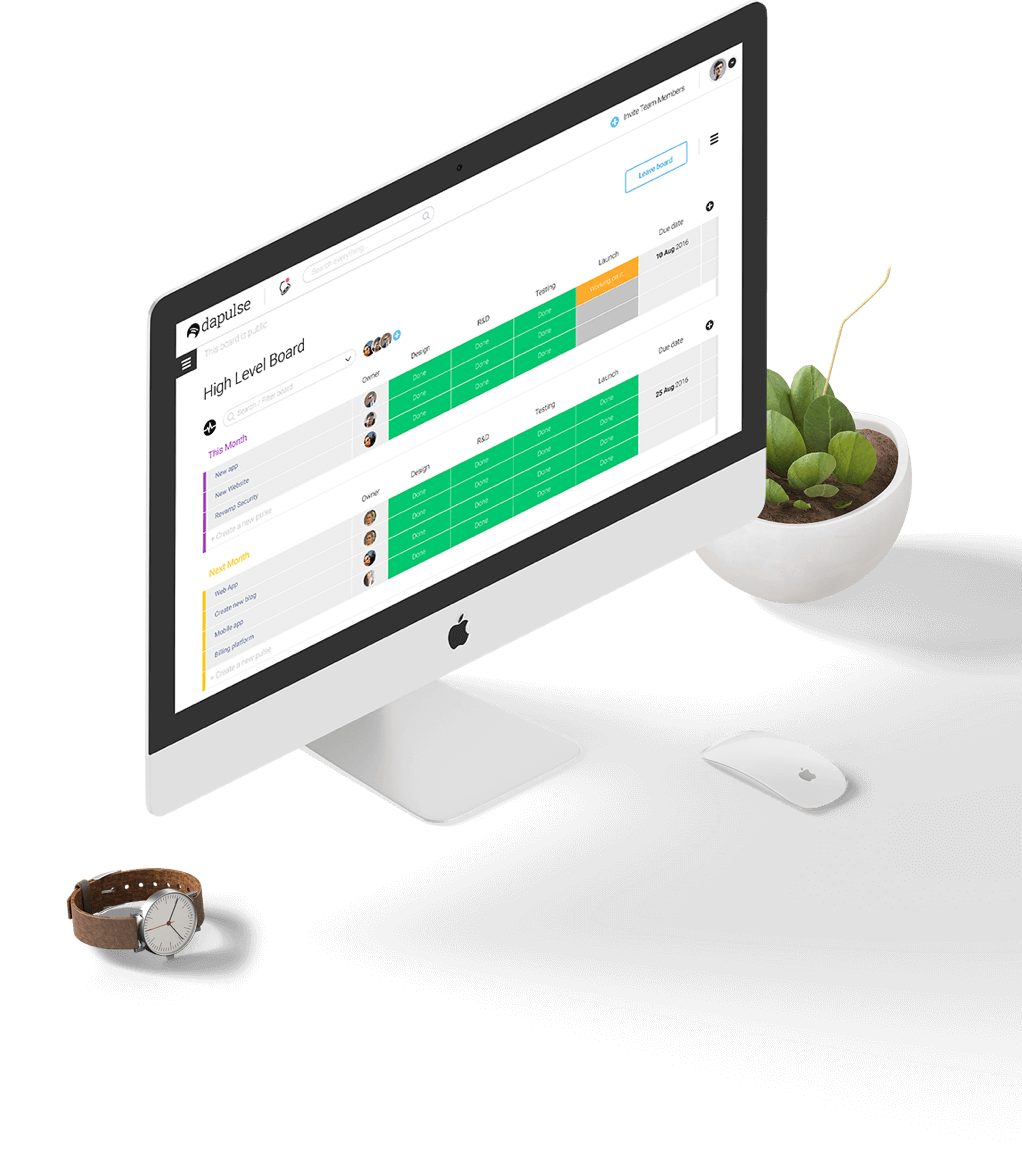 Invite Team Members
Leave board
Search everything...
dapulse
This board is public
High Level Board
Search / Filter board
This Month
Owner
Design
R&D
Testing
Launch
Due date
New app
Done
Done
Done
Working on it
10 Aug 2016
New Website
Done
Done
Done
Revamp Security
Done
Done
Done
+ Create a new pulse
Next Month
Owner
Design
R&D
Testing
Launch
Due date
Web App
Done
Done
Done
Done
25 Aug 2016
Create new blog
Done
Done
Done
Done
Mobile app
Done
Done
Done
Done
Billing platform
Done
Done
Done
Done
+ Create a new pulse